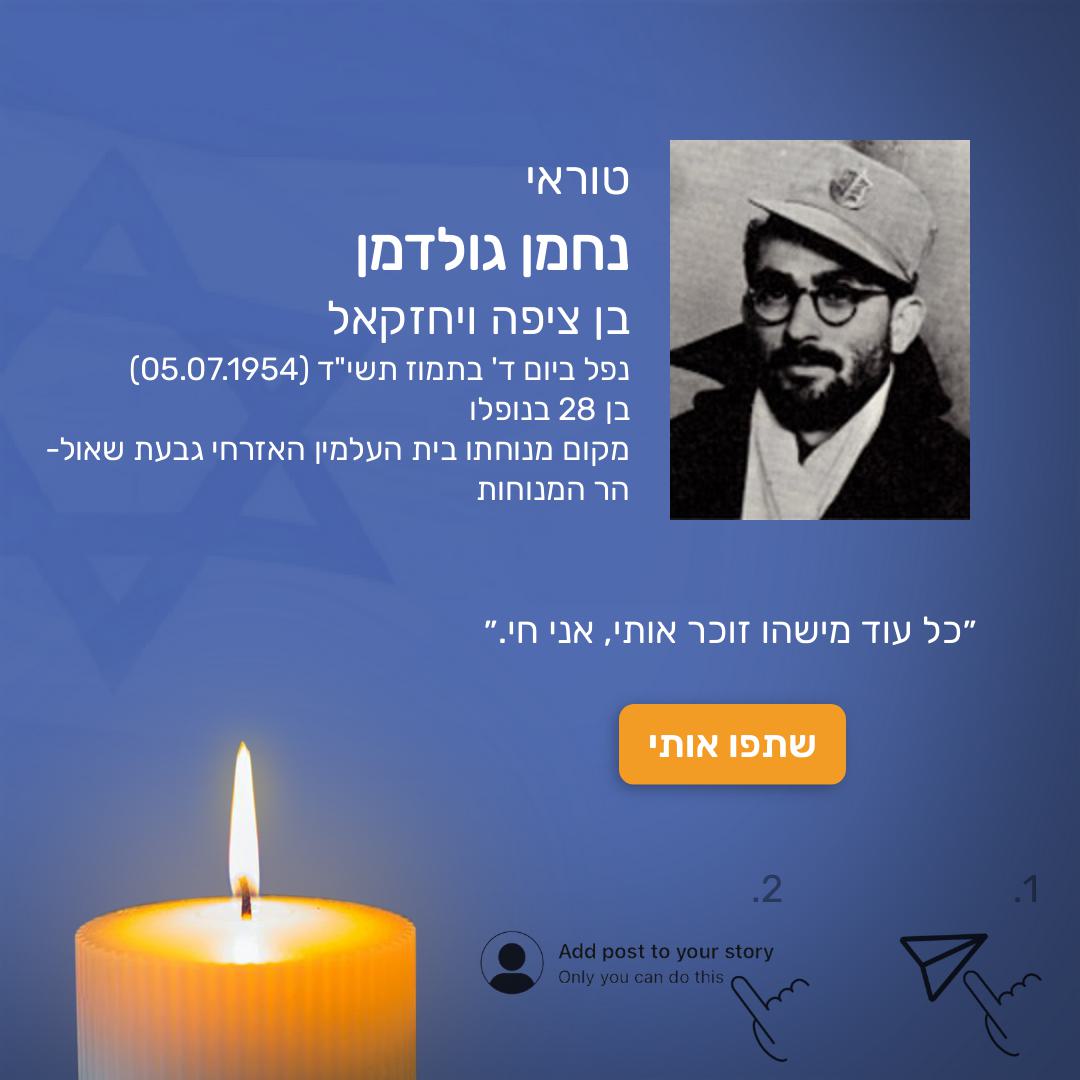 טוראי
נחמן גולדמן
בן ציפה ויחזקאל
נפל ביום ד' בתמוז תשי"ד (05.07.1954)
בן 28 בנופלו
מקום מנוחתו בית העלמין האזרחי גבעת שאול-
הר המנוחות
״כל עוד מישהו זוכר אותי, אני חי.״
שתפו אותי
1.
2.
Add post to your story
Only you can do this